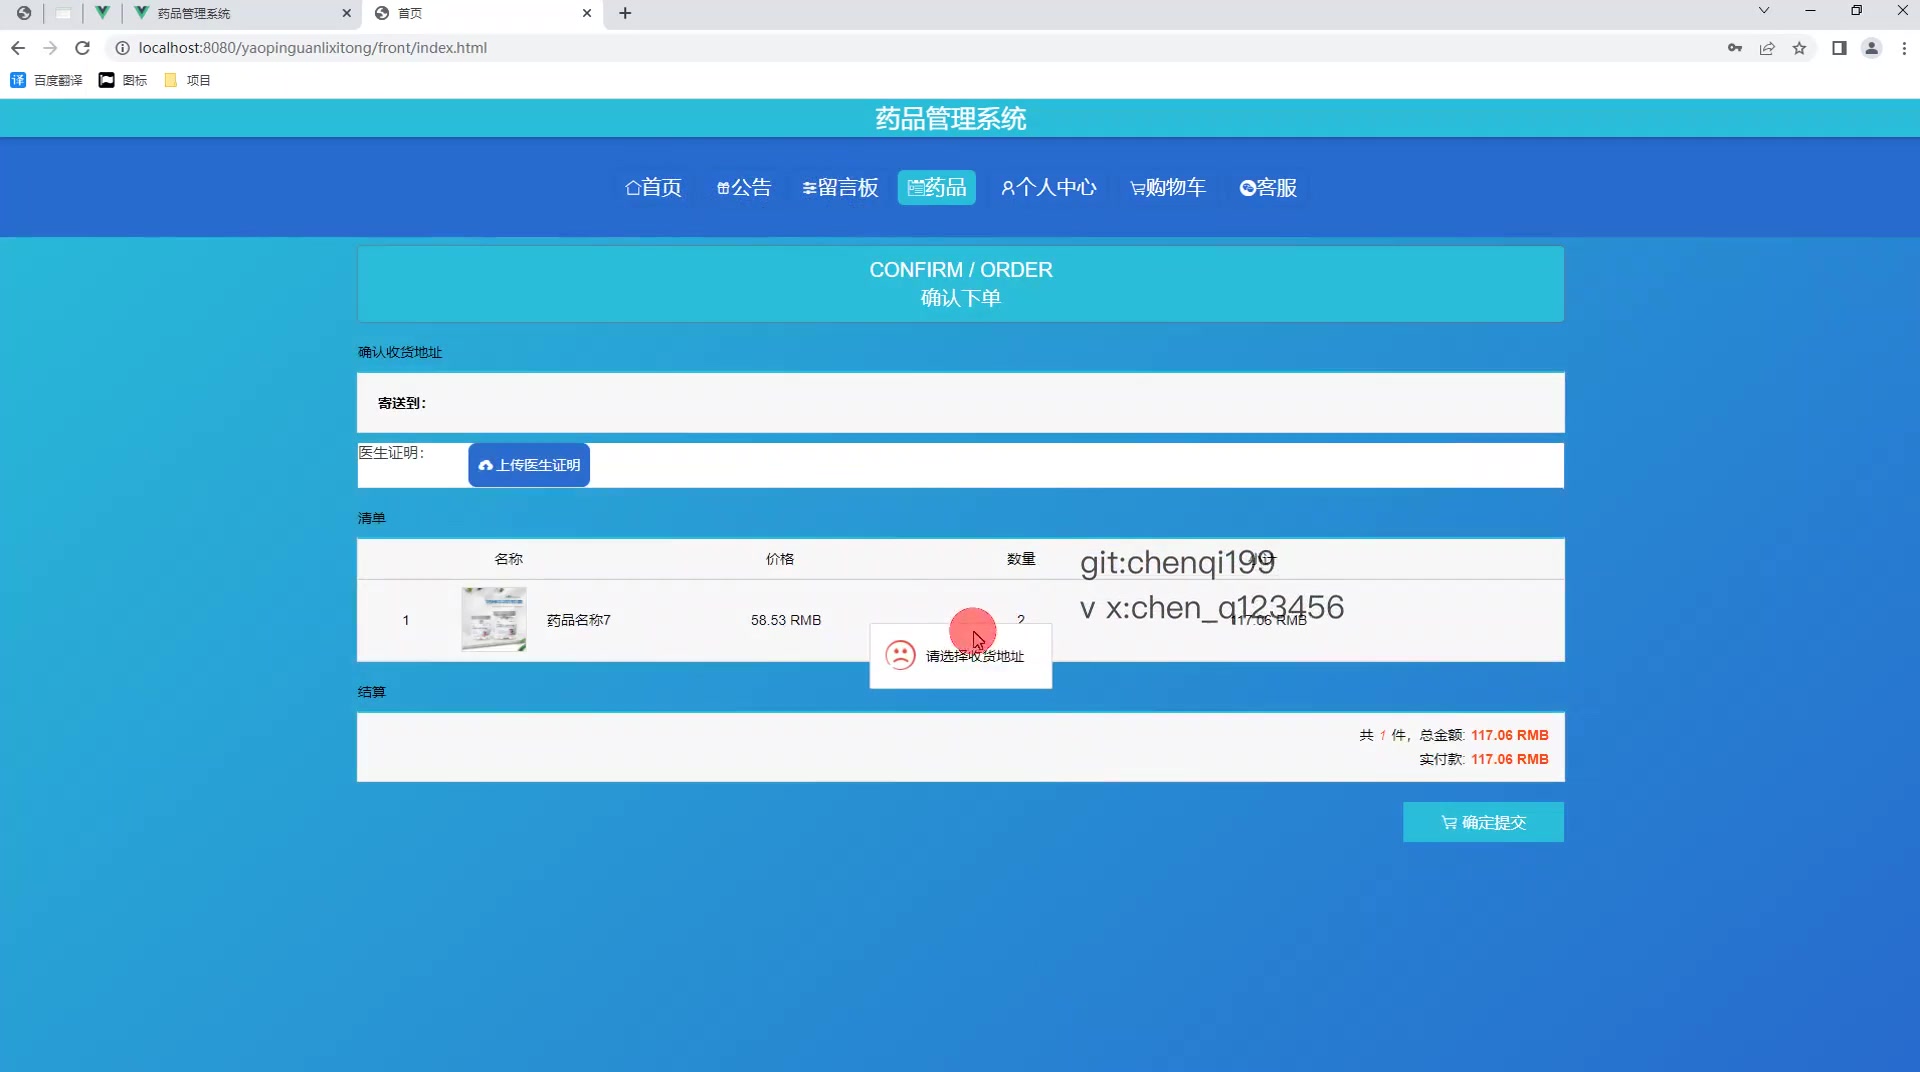 药品管理系统
首页
localhost:8080/yaopinguanlixitong/front/index.html
译 百度翻译 图标 项目
药品管理系统
首页 公告 留言板 药品 个人中心 购物车 客服
CONFIRM / ORDER
确认下单
确认收货地址
寄送到：
医生证明： 上传医生证明
清单
名称 价格 数量 小计
git:chenqi199
v x:chen_q123456
1 药品名称7 58.53 RMB 2 117.06 RMB
请选择收货地址
结算
共 1 件，总金额: 117.06 RMB
实付款: 117.06 RMB
确定提交